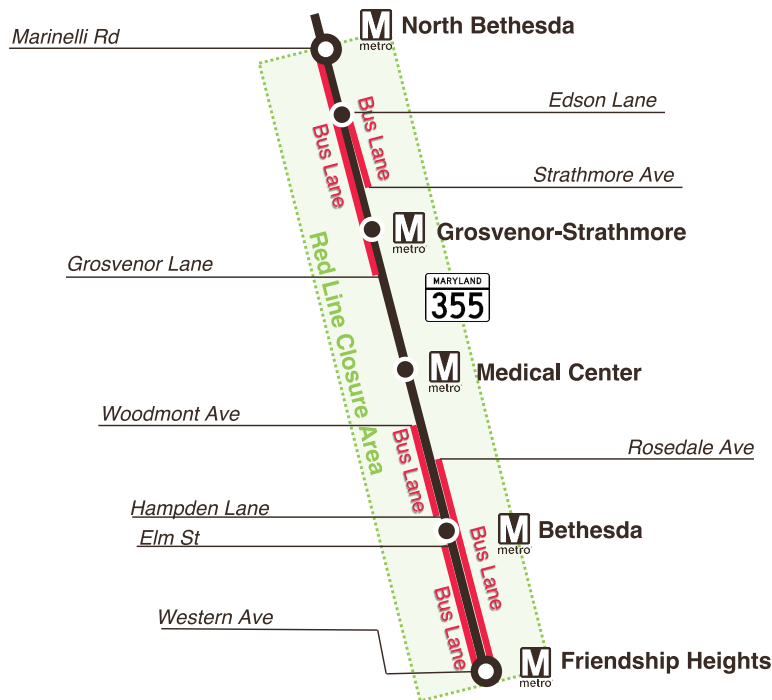 M
metro
North Bethesda
Marinelli Rd
Edson Lane
Bus Lane
Bus Lane
Strathmore Ave
M
metro
Grosvenor-Strathmore
Red Line Closure Area
Grosvenor Lane
MARYLAND
355
M
metro
Medical Center
Woodmont Ave
Bus Lane
Rosedale Ave
Hampden Lane
M
metro
Bethesda
Elm St
Bus Lane
Bus Lane
Western Ave
M
metro
Friendship Heights